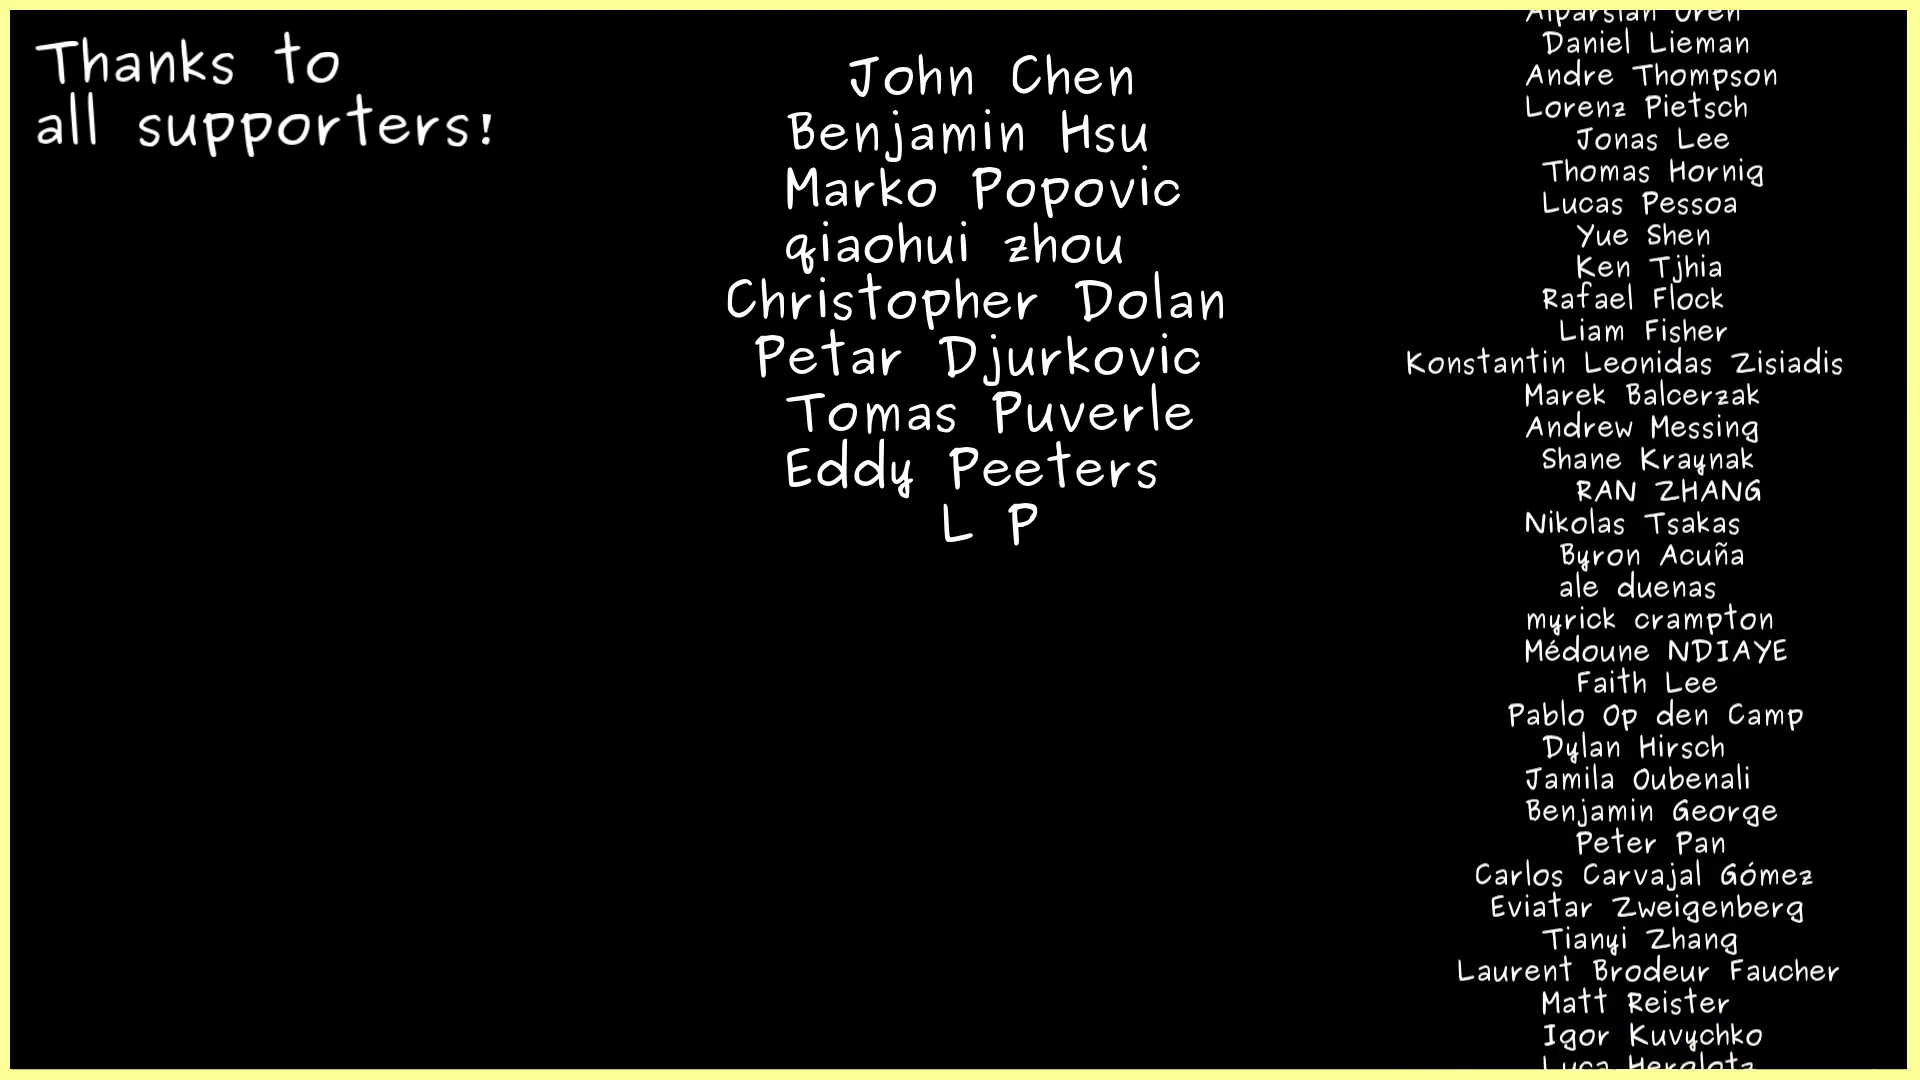 Thanks to
all supporters!
John Chen
Benjamin Hsu
Marko Popovic
qiaohui zhou
Christopher Dolan
Petar Djurkovic
Tomas Puverle
Eddy Peeters
L P
Daniel Lieman
Andre Thompson
Lorenz Pietsch
Jonas Lee
Thomas Hornig
Lucas Pessoa
Yue Shen
Ken Tjhia
Rafael Flock
Liam Fisher
Konstantin Leonidas Zisiadis
Marek Balcerzak
Andrew Messing
Shane Kraynak
RAN ZHANG
Nikolas Tsakas
Byron Acuña
ale duenas
myrick crampton
Médoune NDIAYE
Faith Lee
Pablo Op den Camp
Dylan Hirsch
Jamila Oubenali
Benjamin George
Peter Pan
Carlos Carvajal Gómez
Eviatar Zweigenberg
Tianyi Zhang
Laurent Brodeur Faucher
Matt Reister
Igor Kuvychko
Luca